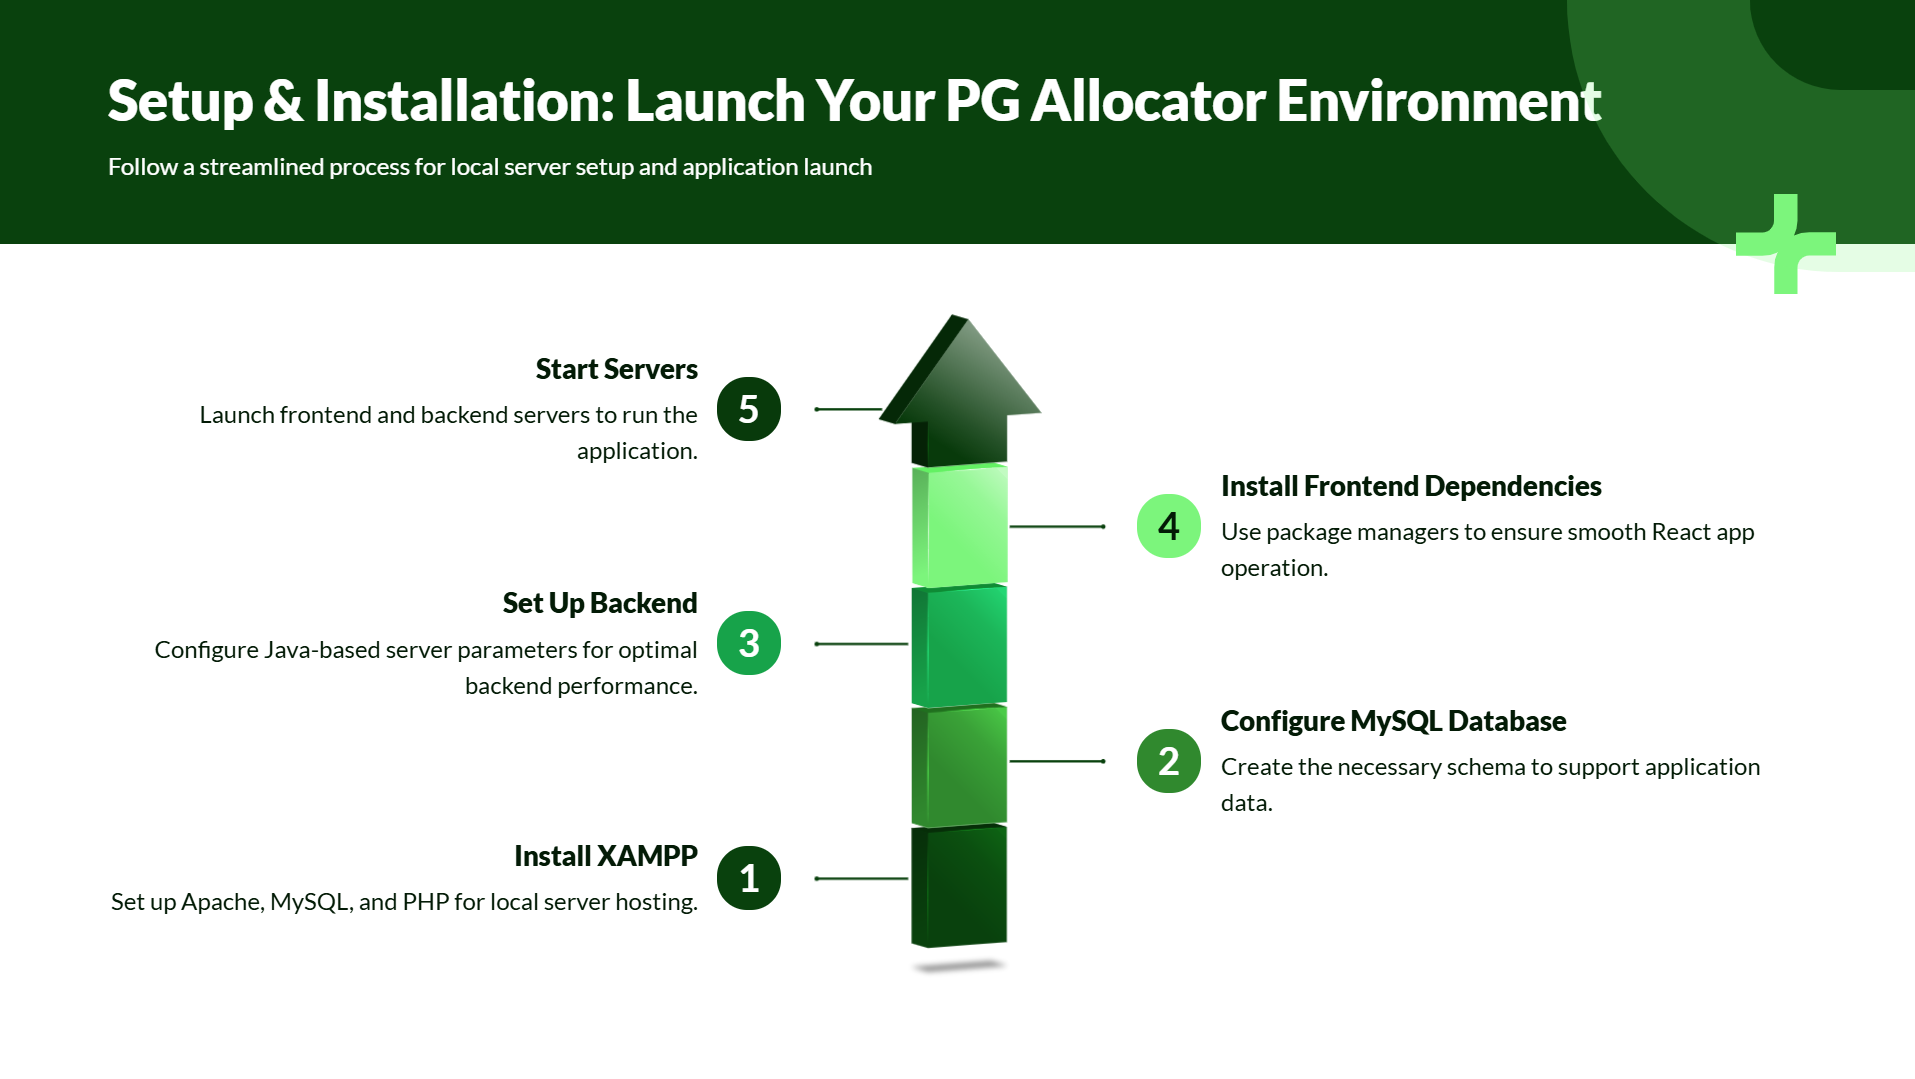 Setup & Installation: Launch Your PG Allocator Environment
Follow a streamlined process for local server setup and application launch
Start Servers
Launch frontend and backend servers to run the
application.
5
Install Frontend Dependencies
Use package managers to ensure smooth React app
operation.
4
Set Up Backend
Configure Java-based server parameters for optimal
backend performance.
3
Configure MySQL Database
Create the necessary schema to support application
data.
2
Install XAMPP
Set up Apache, MySQL, and PHP for local server hosting.
1